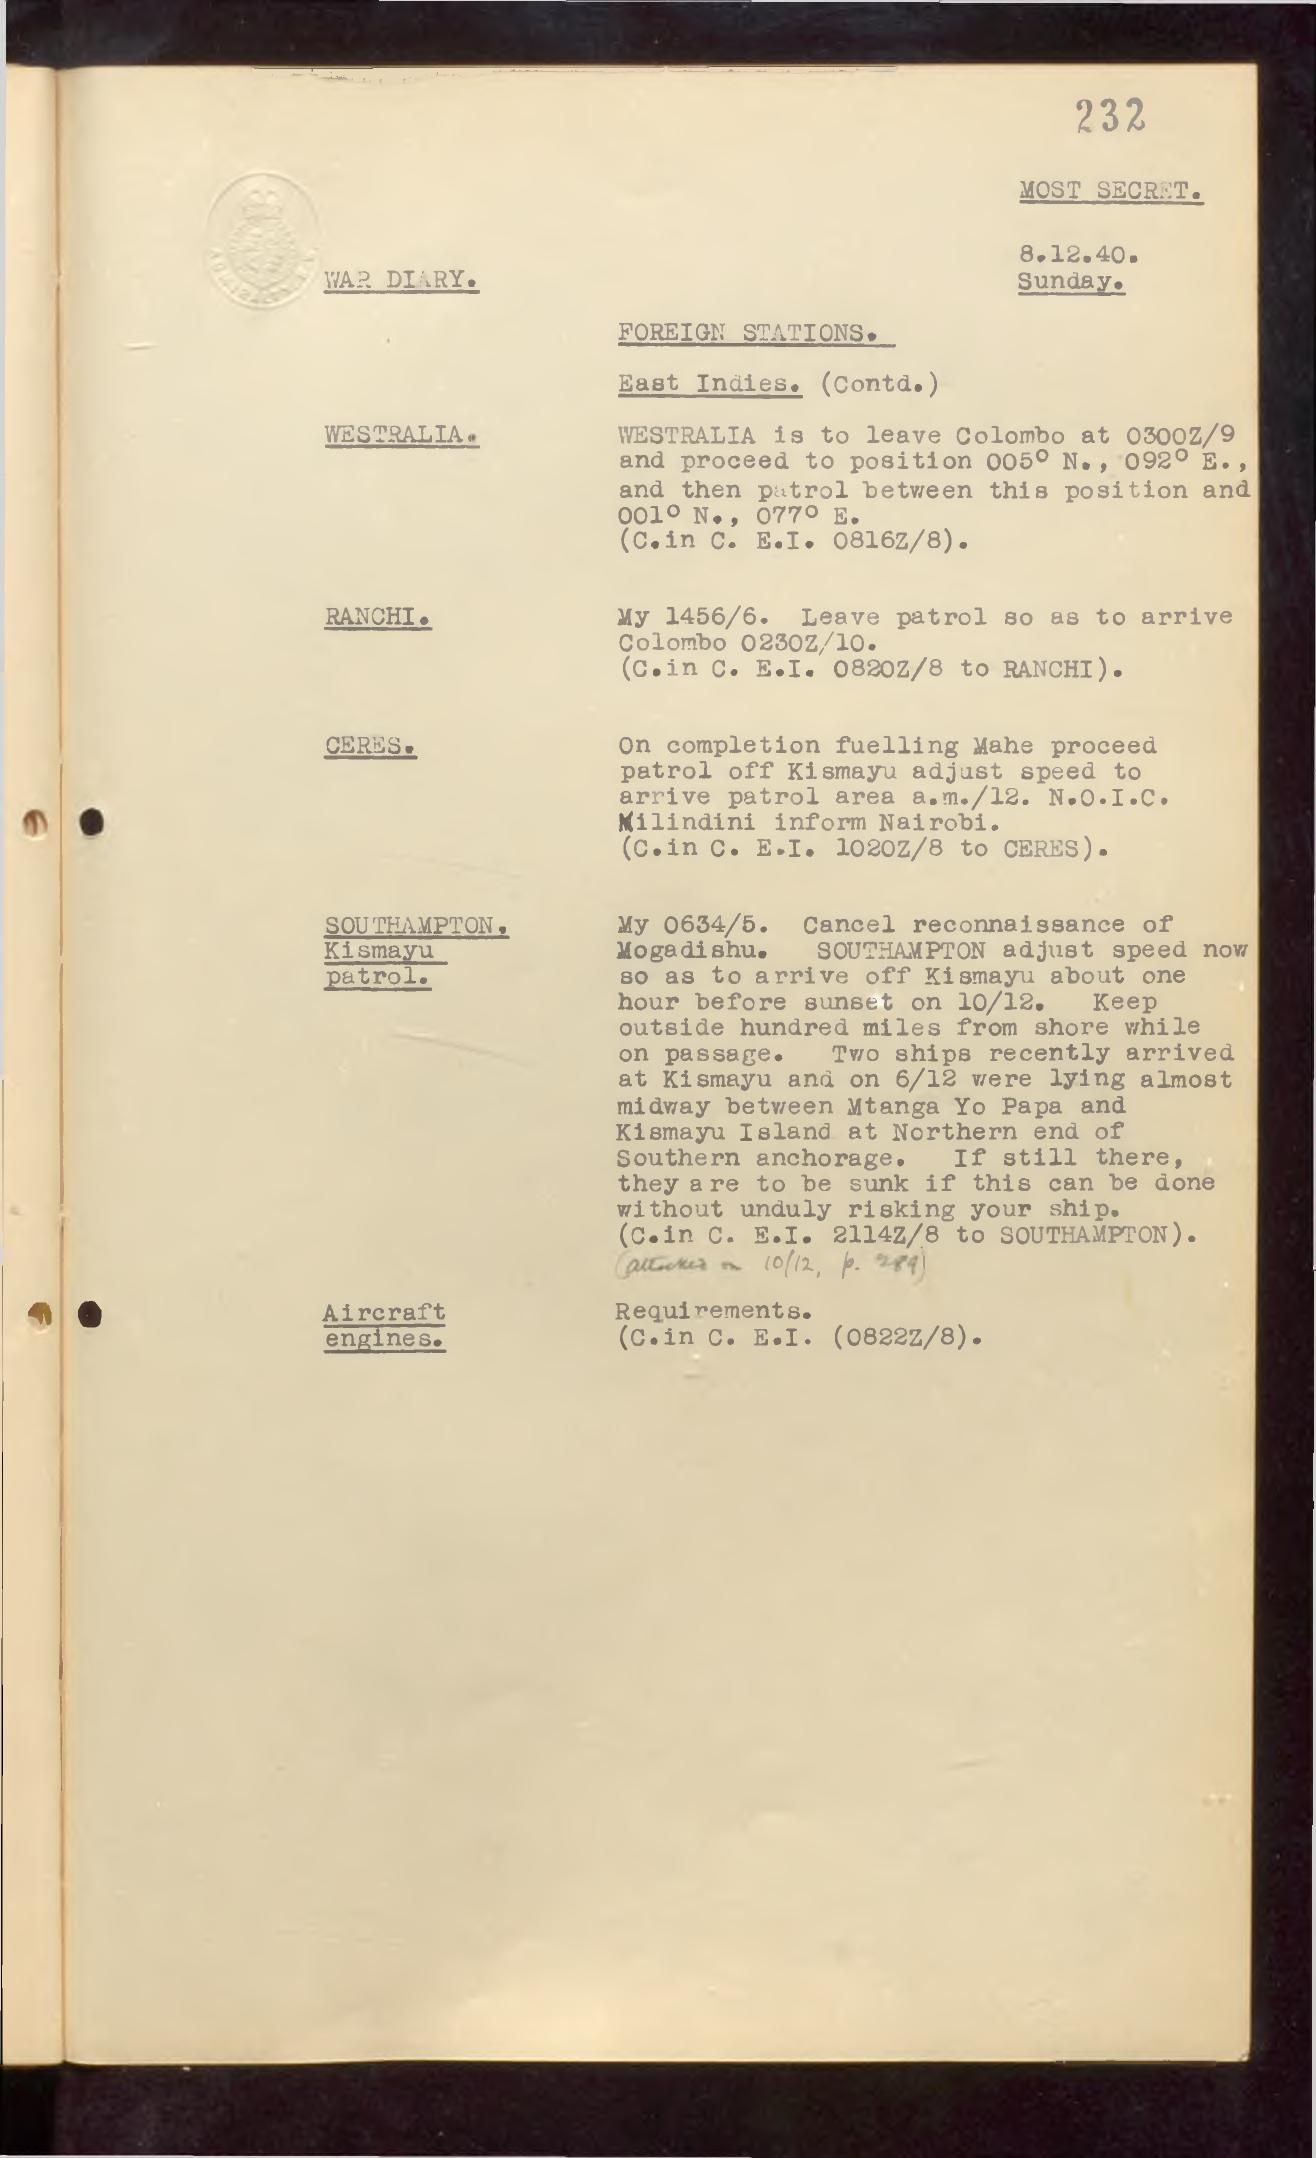 232
MOST SECRET.
8.12.40.
Sunday.
WAR DIARY.
FOREIGN STATIONS.
East Indies. (Contd.)
WESTRALIA.
WESTRALIA is to leave Colombo at 0300Z/9
and proceed to position 005° N., 092° E.,
and then patrol between this position and
001° N., 077° E.
(C.in C. E.I. 0816Z/8).
RANCHI.
My 1456/6. Leave patrol so as to arrive
Colombo 0230Z/10.
(C.in C. E.I. 0820Z/8 to RANCHI).
CERES.
On completion fuelling Mahe proceed
patrol off Kismayu adjust speed to
arrive patrol area a.m./12. N.O.I.C.
Kilindini inform Nairobi.
(C.in C. E.I. 1020Z/8 to CERES).
SOUTHAMPTON.
Kismayu
patrol.
My 0634/5. Cancel reconnaissance of
Mogadishu. SOUTHAMPTON adjust speed now
so as to arrive off Kismayu about one
hour before sunset on 10/12. Keep
outside hundred miles from shore while
on passage. Two ships recently arrived
at Kismayu and on 6/12 were lying almost
midway between Mtanga Yo Papa and
Kismayu Island at Northern end of
Southern anchorage. If still there,
they are to be sunk if this can be done
without unduly risking your ship.
(C.in C. E.I. 2114Z/8 to SOUTHAMPTON).
(attacked on 10/12, p. 289)
Aircraft
engines.
Requirements.
(C.in C. E.I. (0822Z/8).